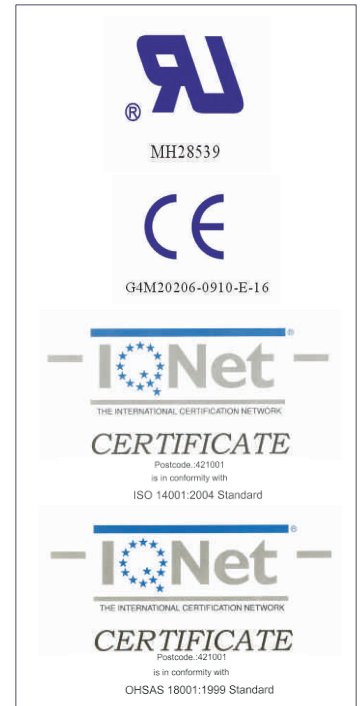 ®
MH28539
CE
G4M20206-0910-E-16
®
IQNet
THE INTERNATIONAL CERTIFICATION NETWORK
CERTIFICATE
Postcode.:421001
is in conformity with
ISO 14001:2004 Standard
®
IQNet
THE INTERNATIONAL CERTIFICATION NETWORK
CERTIFICATE
Postcode.:421001
is in conformity with
OHSAS 18001:1999 Standard